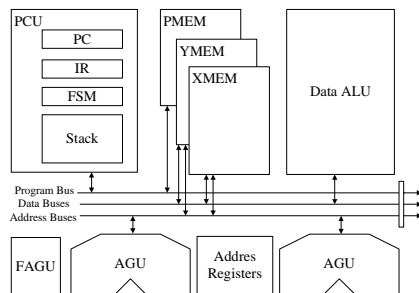 PCU
PC
IR
FSM
Stack
PMEM
YMEM
XMEM
Data ALU
Program Bus
Data Buses
Address Buses
FAGU
AGU
Addres
Registers
AGU